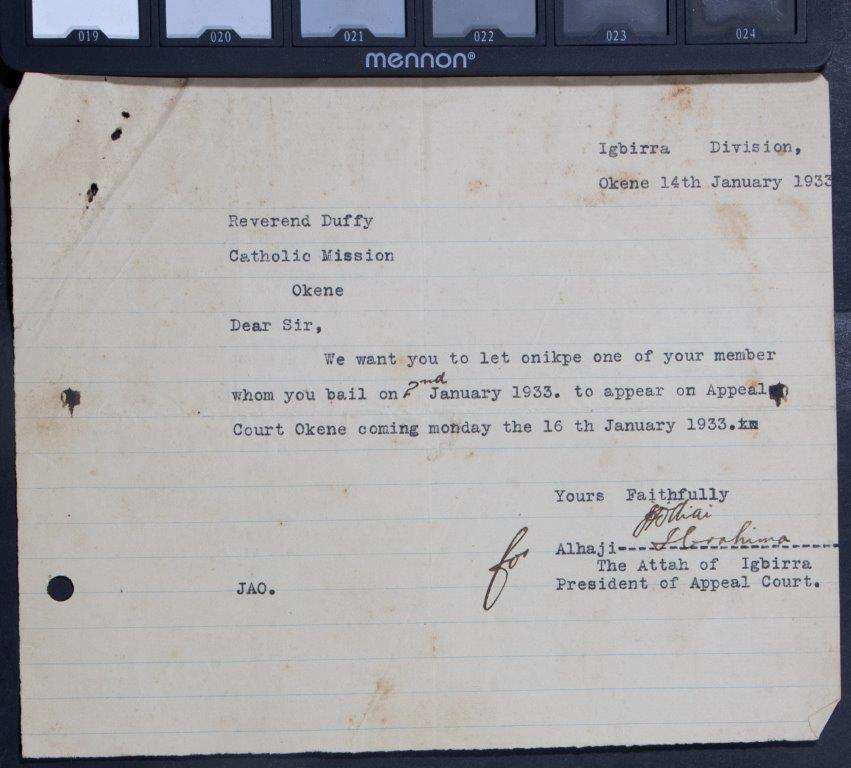 019 020 021 022 023 024
mennon®
Igbirra Division,
Okene 14th January 1933
Reverend Duffy
Catholic Mission
Okene
Dear Sir,
We want you to let onikpe one of your member
whom you bail on 2nd January 1933. to appear on Appeal
Court Okene coming monday the 16 th January 1933.
Yours Faithfully
for Alhaji Ibrahima
The Attah of Igbirra
JAO. President of Appeal Court.